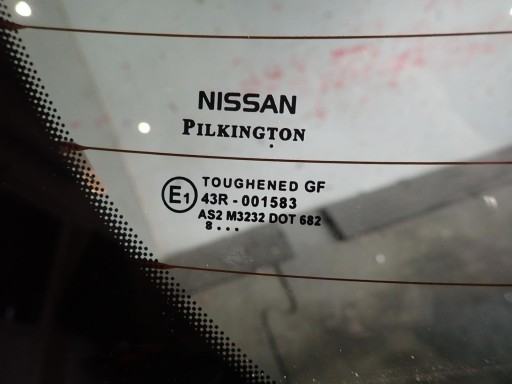 NISSAN
PILKINGTON
E1
TOUGHENED GF
43R - 001583
AS2 M3232 DOT 682
8 • • •